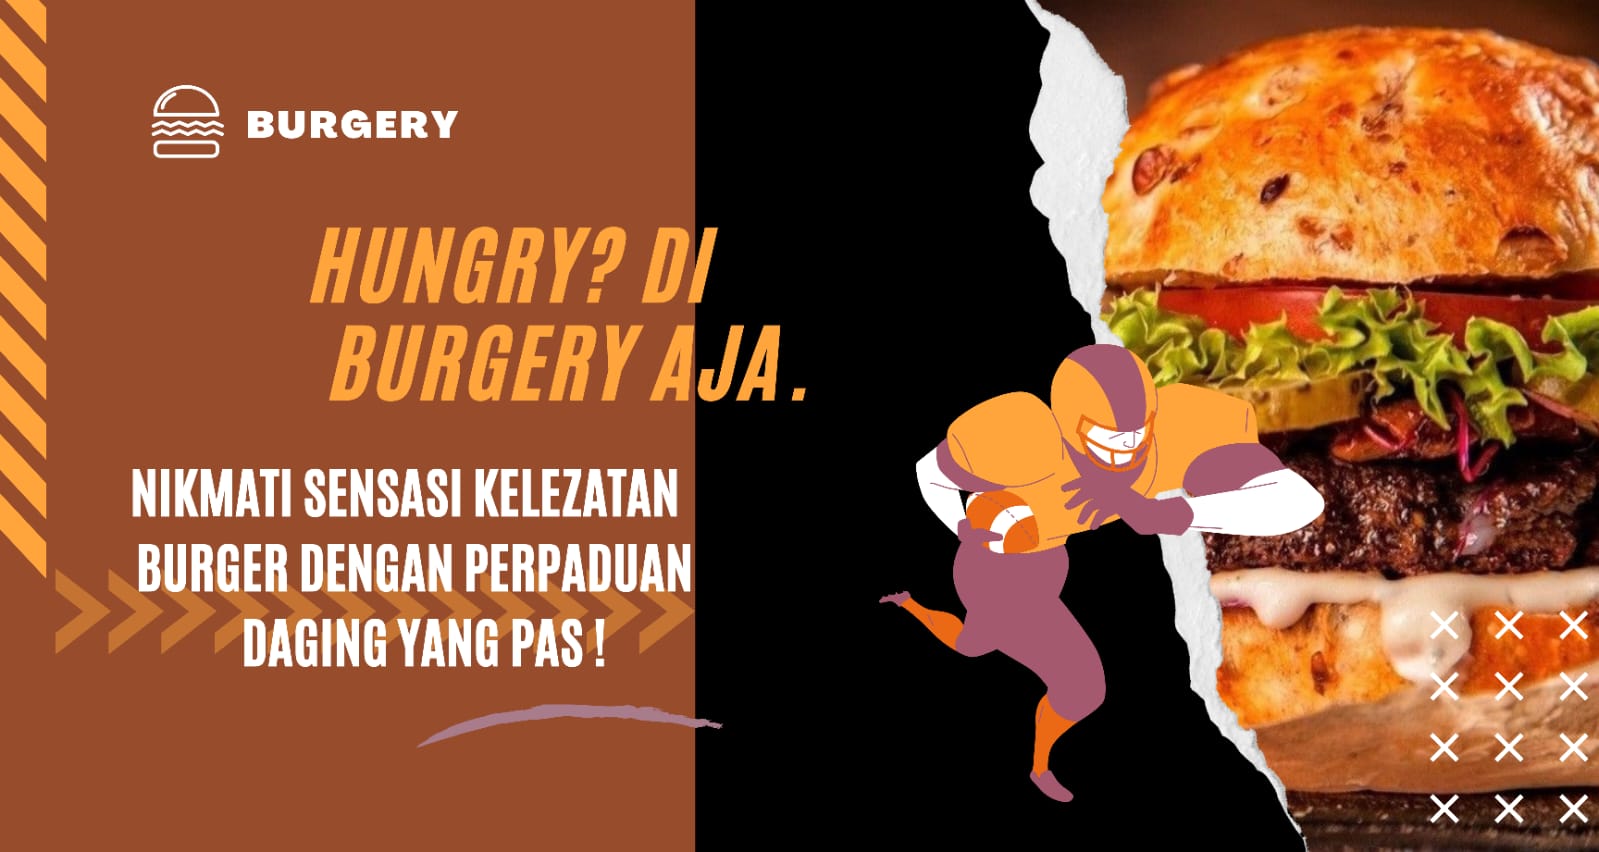 BURGERY
HUNGRY? DI
BURGERY AJA.
NIKMATI SENSASI KELEZATAN
BURGER DENGAN PERPADUAN
DAGING YANG PAS!